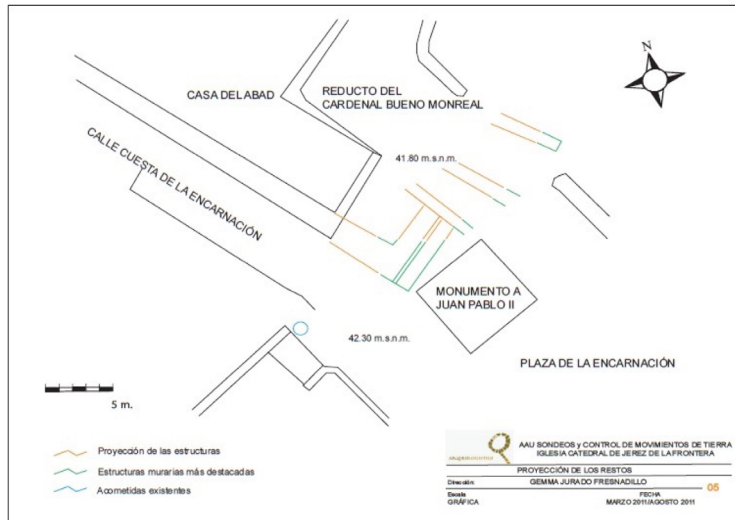 N
CASA DEL ABAD
REDUCTO DEL
CARDENAL BUENO MONREAL
CALLE CUESTA DE LA ENCARNACIÓN
41.80 m.s.n.m.
MONUMENTO A
JUAN PABLO II
42.30 m.s.n.m.
PLAZA DE LA ENCARNACIÓN
5 m.
Proyección de las estructuras
Estructuras murarias más destacadas
Acometidas existentes
AAU SONDEOS y CONTROL DE MOVIMIENTOS DE TIERRA
IGLESIA CATREDAL DE JEREZ DE LA FRONTERA
PROYECCIÓN DE LOS RESTOS
Dirección: GEMMA JURADO FRESNADILLO
05
Escala
GRÁFICA
FECHA
MARZO 2011/AGOSTO 2011